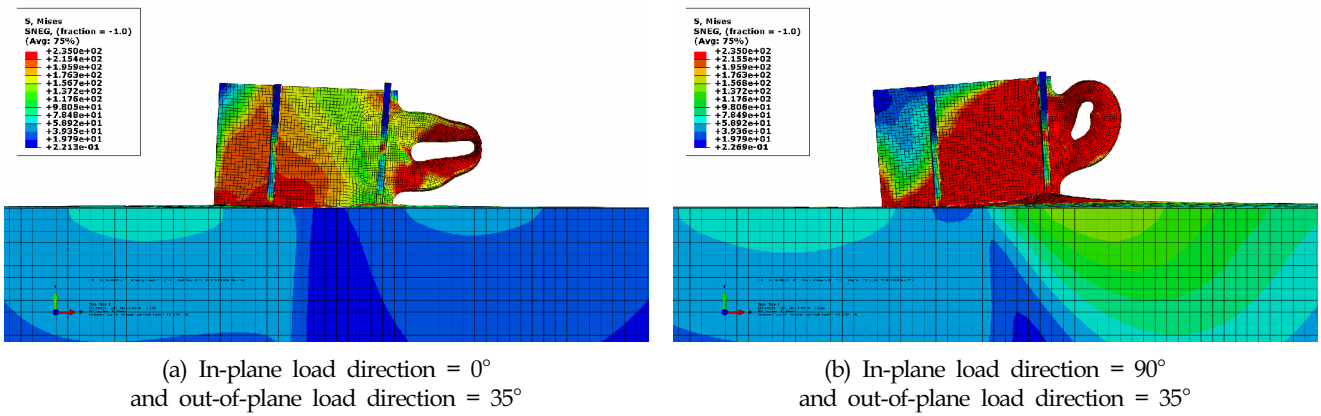 S, Mises
SNEG, (fraction = -1.0)
(Avg: 75%)
+2.350e+02
+2.154e+02
+1.959e+02
+1.763e+02
+1.567e+02
+1.372e+02
+1.176e+02
+9.805e+01
+7.848e+01
+5.892e+01
+3.935e+01
+1.979e+01
+2.213e-01
S, Mises
SNEG, (fraction = -1.0)
(Avg: 75%)
+2.350e+02
+2.155e+02
+1.959e+02
+1.763e+02
+1.568e+02
+1.372e+02
+1.176e+02
+9.806e+01
+7.849e+01
+5.892e+01
+3.936e+01
+1.979e+01
+2.269e-01
(a) In-plane load direction = 0°
and out-of-plane load direction = 35°
(b) In-plane load direction = 90°
and out-of-plane load direction = 35°